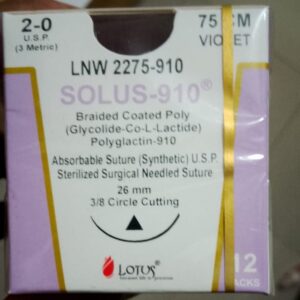 2-0
U.S.P.
(3 Metric)
75 CM
VIOLET
LNW 2275-910
SOLUS-910®
Braided Coated Poly
(Glycolide-Co-L-Lactide)
Polyglactin-910
Absorbable Suture (Synthetic) U.S.P.
Sterilized Surgical Needled Suture
26 mm
3/8 Circle Cutting
LOTUS
12
PACKS